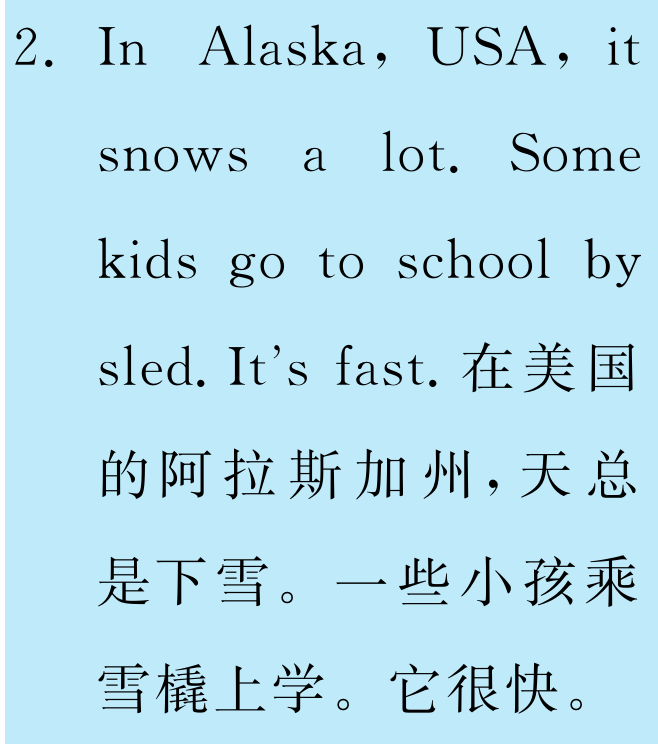 2. In Alaska, USA, it
snows a lot. Some
kids go to school by
sled. It's fast. 在美国
的阿拉斯加州,天总
是下雪。一些小孩乘
雪橇上学。它很快。